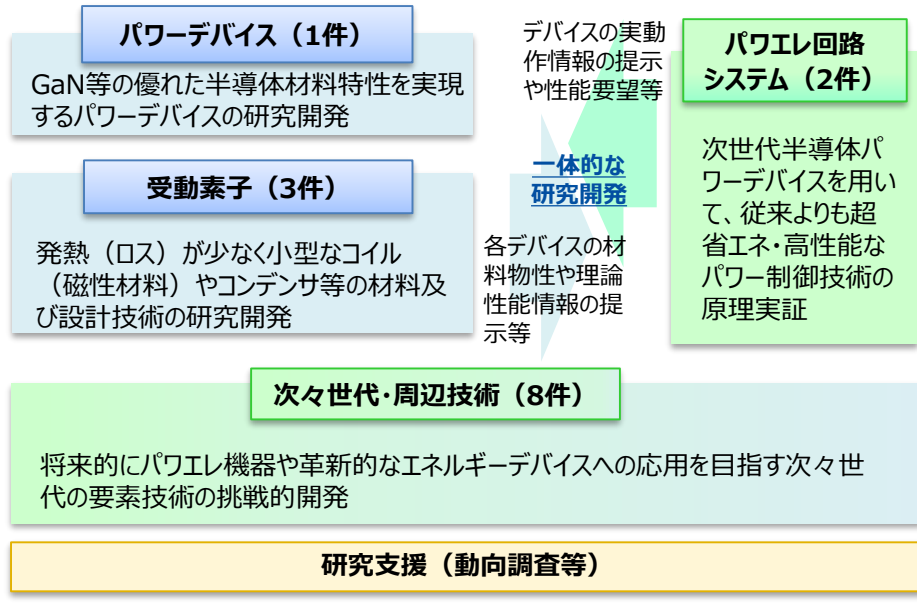 パワーデバイス（1件）
GaN等の優れた半導体材料特性を実現
するパワーデバイスの研究開発
受動素子（3件）
発熱（ロス）が少なく小型なコイル
（磁性材料）やコンデンサ等の材料及
び設計技術の研究開発
デバイスの実動
作情報の提示
や性能要望等
一体的な
研究開発
各デバイスの材
料物性や理論
性能情報の提
示等
パワエレ回路
システム（2件）
次世代半導体パ
ワーデバイスを用い
て、従来よりも超
省エネ・高性能な
パワー制御技術の
原理実証
次々世代・周辺技術（8件）
将来的にパワエレ機器や革新的なエネルギーデバイスへの応用を目指す次々世
代の要素技術の挑戦的開発
研究支援（動向調査等）